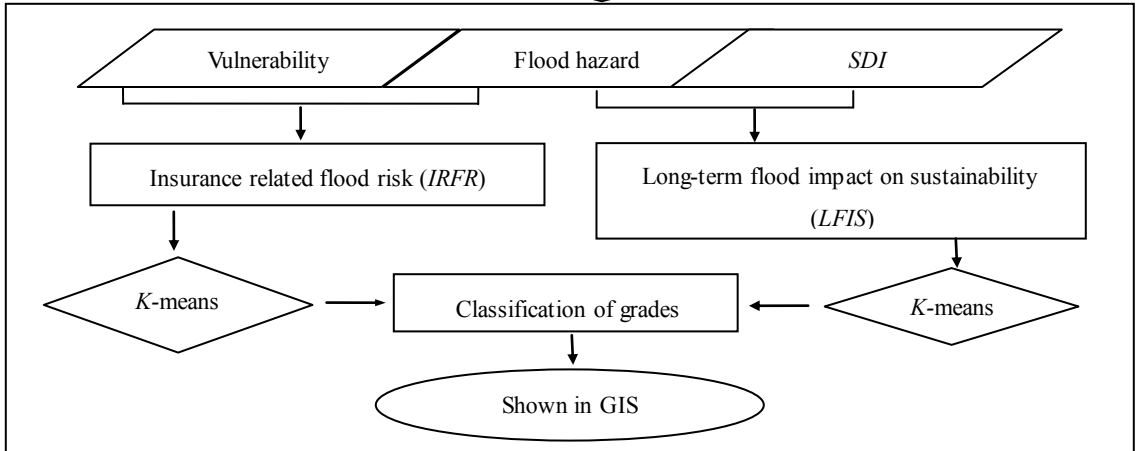 Vulnerability
Flood hazard
SDI
Insurance related flood risk (IRFR)
Long-term flood impact on sustainability
(LFIS)
K-means
Classification of grades
K-means
Shown in GIS